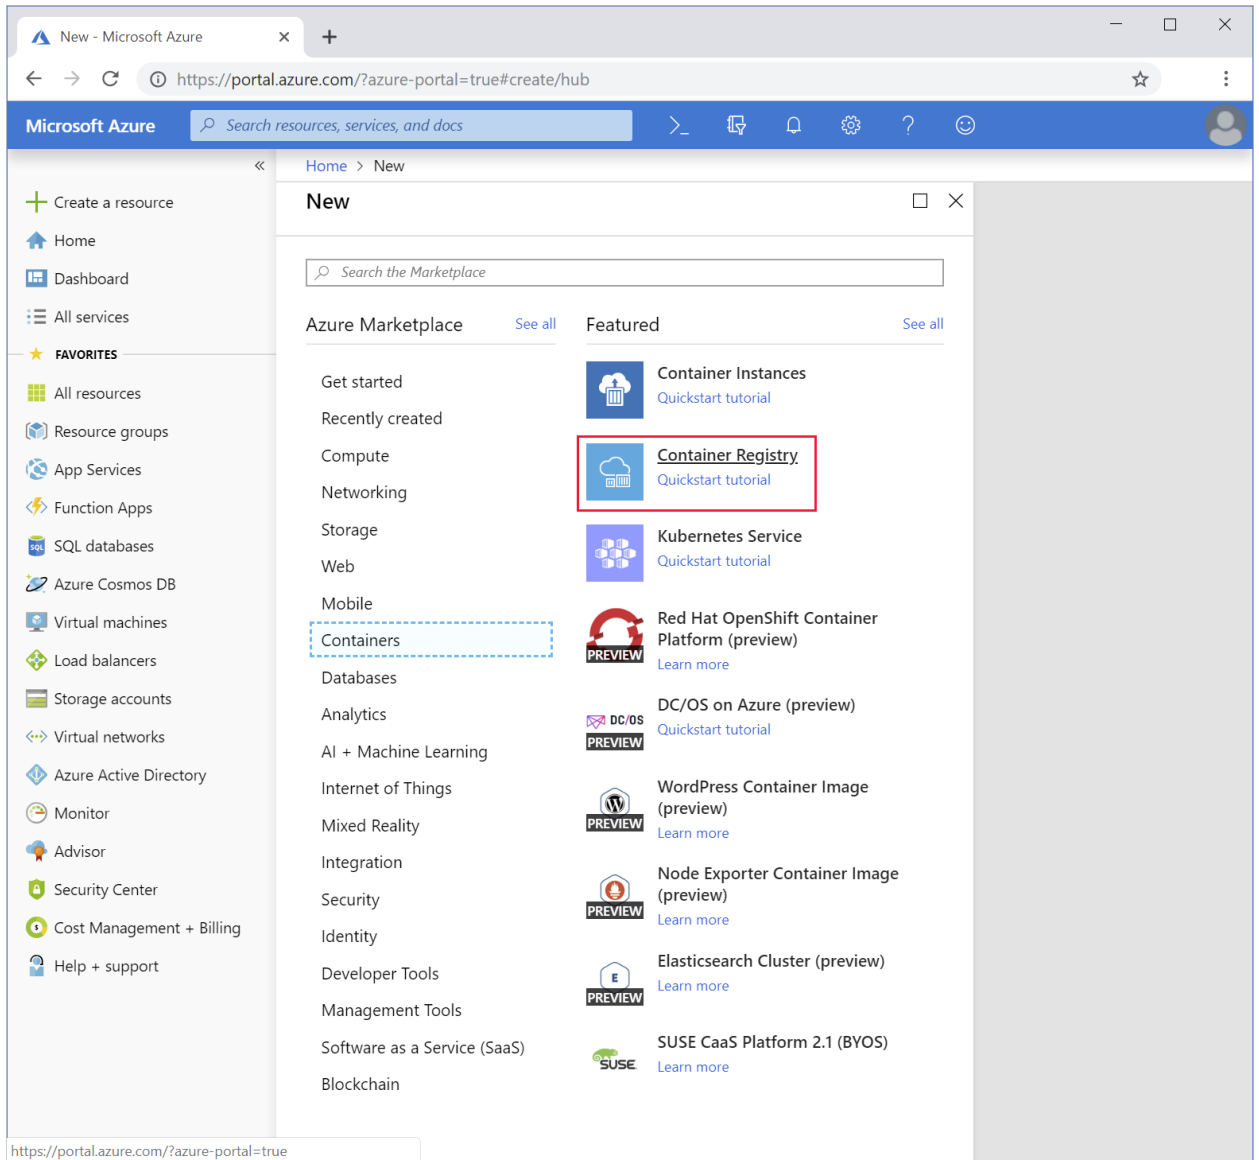 New - Microsoft Azure
https://portal.azure.com/?azure-portal=true#create/hub
Microsoft Azure
Search resources, services, and docs
Home > New
Create a resource
Home
Dashboard
All services
FAVORITES
All resources
Resource groups
App Services
Function Apps
SQL
SQL databases
Azure Cosmos DB
Virtual machines
Load balancers
Storage accounts
Virtual networks
Azure Active Directory
Monitor
Advisor
Security Center
Cost Management + Billing
Help + support
New
Search the Marketplace
Azure Marketplace
See all
Get started
Recently created
Compute
Networking
Storage
Web
Mobile
Containers
Databases
Analytics
AI + Machine Learning
Internet of Things
Mixed Reality
Integration
Security
Identity
Developer Tools
Management Tools
Software as a Service (SaaS)
Blockchain
Featured
See all
Container Instances
Quickstart tutorial
Container Registry
Quickstart tutorial
Kubernetes Service
Quickstart tutorial
PREVIEW
Red Hat OpenShift Container
Platform (preview)
Learn more
DC/OS
PREVIEW
DC/OS on Azure (preview)
Quickstart tutorial
PREVIEW
WordPress Container Image
(preview)
Learn more
PREVIEW
Node Exporter Container Image
(preview)
Learn more
E
PREVIEW
Elasticsearch Cluster (preview)
Learn more
SUSE
SUSE CaaS Platform 2.1 (BYOS)
Learn more
https://portal.azure.com/?azure-portal=true